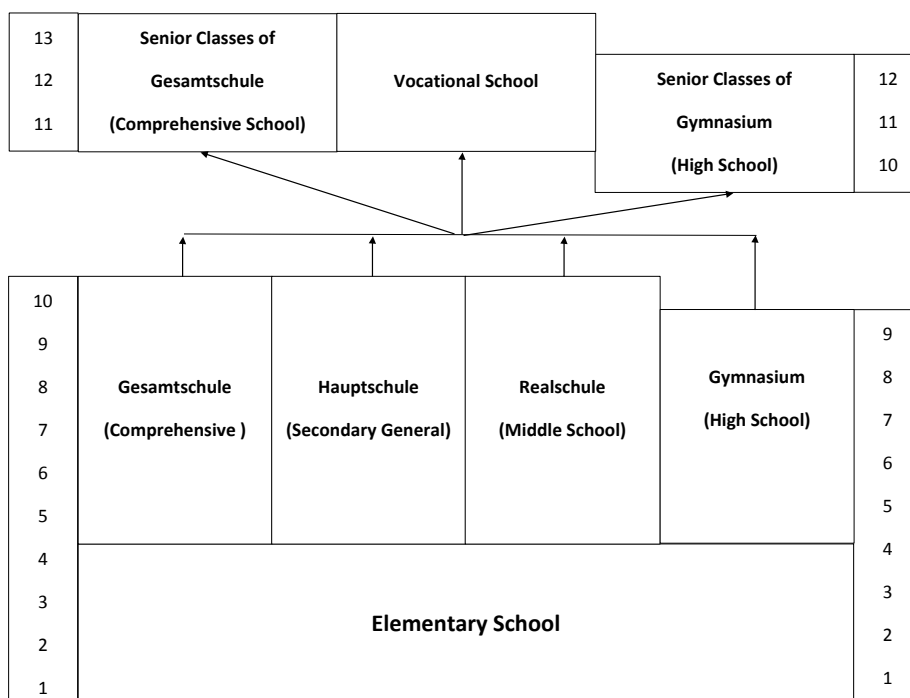 13
12
11
Senior Classes of
Gesamtschule
(Comprehensive School)
Vocational School
Senior Classes of
Gymnasium
(High School)
12
11
10
10
9
8
7
6
5
4
3
2
1
Gesamtschule
(Comprehensive )
Hauptschule
(Secondary General)
Realschule
(Middle School)
Gymnasium
(High School)
9
8
7
6
5
4
3
2
1
Elementary School